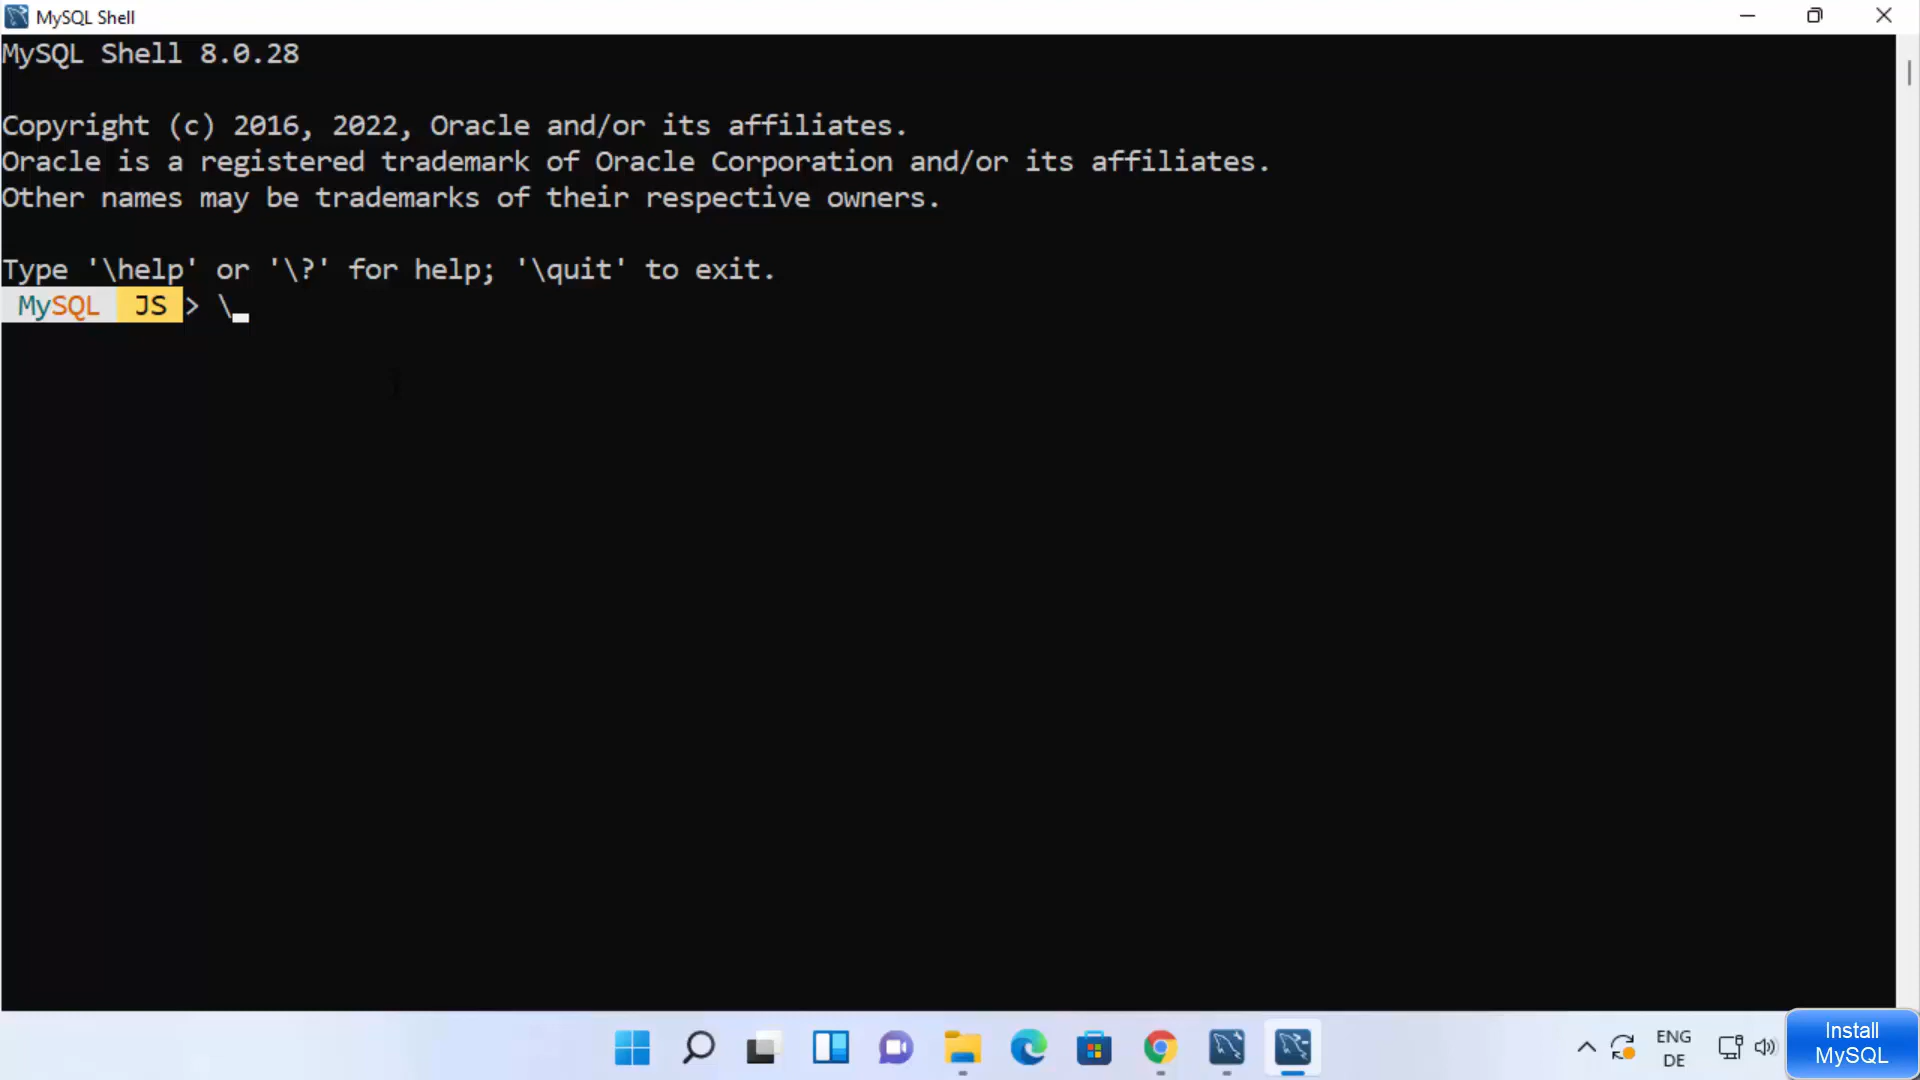 MySQL Shell
MySQL Shell 8.0.28
Copyright (c) 2016, 2022, Oracle and/or its affiliates.
Oracle is a registered trademark of Oracle Corporation and/or its affiliates.
Other names may be trademarks of their respective owners.
Type '\help' or '\?' for help; '\quit' to exit.
MySQL JS > \_
ENG
DE
Install
MySQL